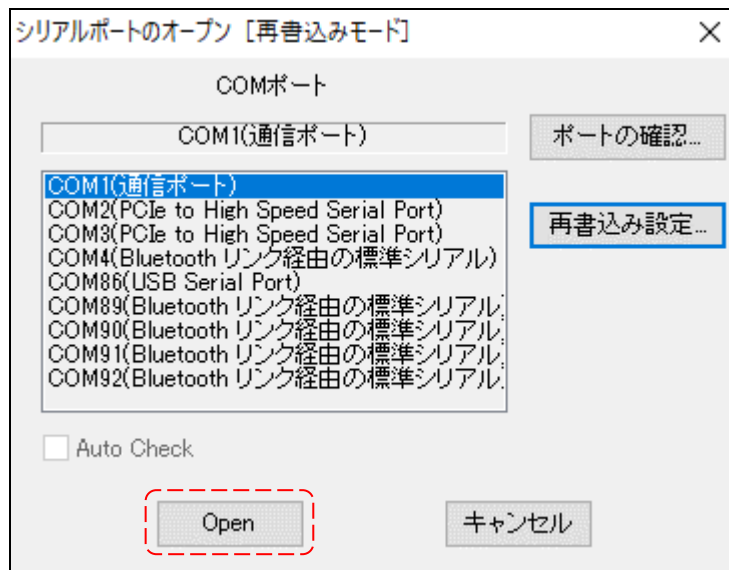 シリアルポートのオープン [再書込みモード]
COMポート
COM1(通信ポート)
ポートの確認...
COM1(通信ポート)
COM2(PCIe to High Speed Serial Port)
COM3(PCIe to High Speed Serial Port)
再書込み設定...
COM4(Bluetooth リンク経由の標準シリアル)
COM86(USB Serial Port)
COM89(Bluetooth リンク経由の標準シリアル
COM90(Bluetooth リンク経由の標準シリアル
COM91(Bluetooth リンク経由の標準シリアル
COM92(Bluetooth リンク経由の標準シリアル
Auto Check
Open
キャンセル